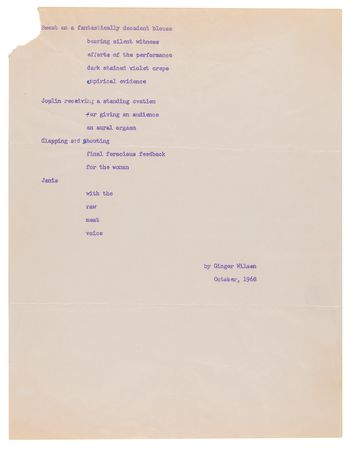 Sweat on a fantastically decadent blouse
bearing silent witness
affects of the performance
dark stained violet crepe
empirical evidence
Joplin receiving a standing ovation
for giving an audience
an aural orgasm
Clapping and shouting
final ferocious feedback
for the woman
Janis
with the
raw
meat
voice
by Ginger Wilson
October, 1968